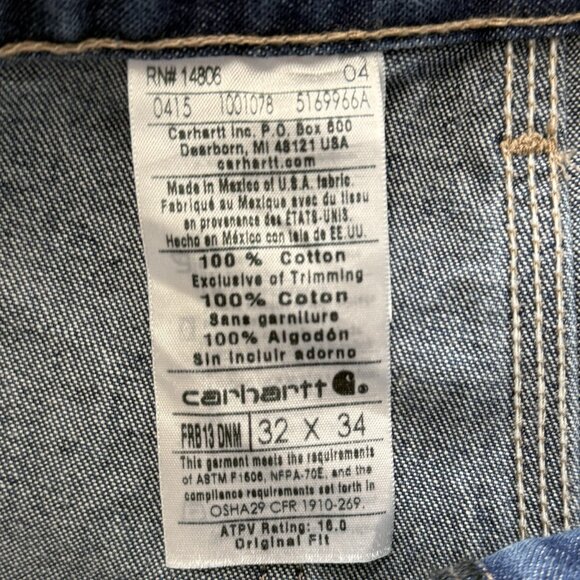 RN# 14806 04
0415 1001078 5169966A
Carhartt Inc. P.O. Box 600
Dearborn, MI 48121 USA
carhartt.com
Made in Mexico of U.S.A. fabric.
Fabriqué au Mexique avec du tissu
en provenance des ÉTATS-UNIS.
Hecho en México con tela de EE.UU.
100 % Cotton
Exclusive of Trimming
100% Coton
Sans garniture
100% Algodón
Sin incluir adorno
carhartt ®
FRB13 DNM 32 X 34
This garment meets the requirements
of ASTM F1506, NFPA-70E, and the
compliance requirements set forth in
OSHA29 CFR 1910-269.
ATPV Rating: 16.0
Original Fit